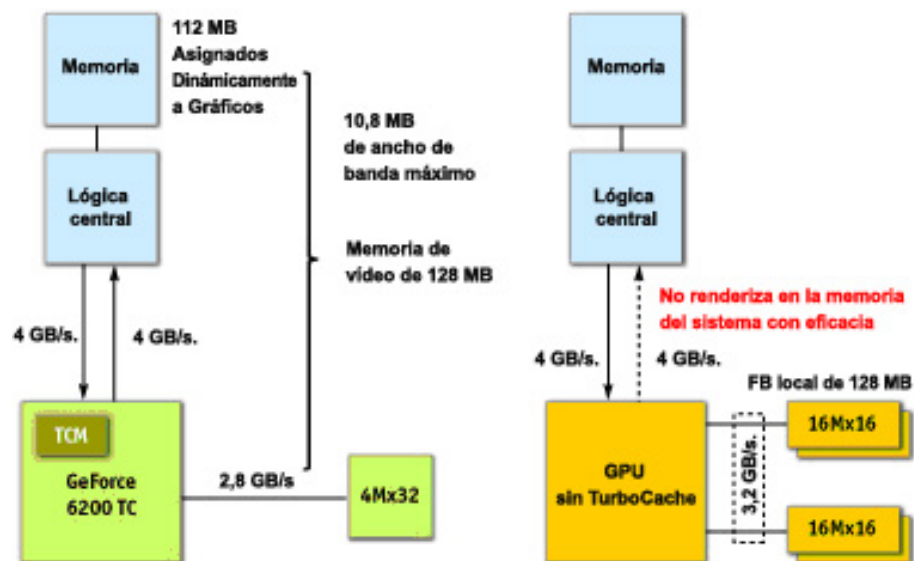 Memoria
112 MB
Asignados
Dinámicamente
a Gráficos
10,8 MB
de ancho de
banda máximo
Lógica
central
Memoria de
vídeo de 128 MB
4 GB/s.
4 GB/s.
TCM
GeForce
6200 TC
2,8 GB/s
4Mx32
Memoria
Lógica
central
No renderiza en la memoria
del sistema con eficacia
4 GB/s.
4 GB/s.
FB local de 128 MB
GPU
sin TurboCache
3,2 GB/s.
16Mx16
16Mx16